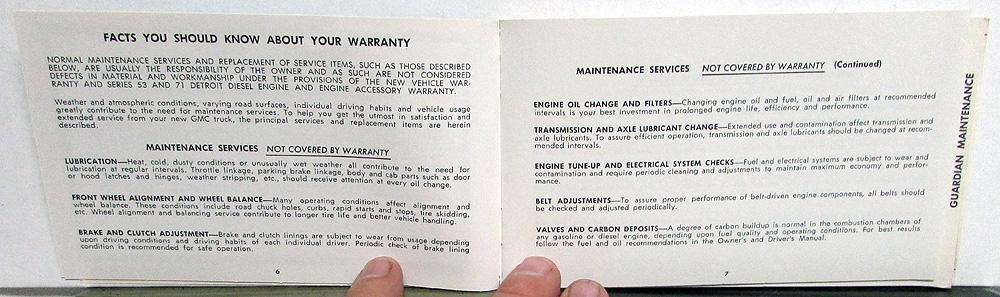 FACTS YOU SHOULD KNOW ABOUT YOUR WARRANTY
NORMAL MAINTENANCE SERVICES AND REPLACEMENT OF SERVICE ITEMS, SUCH AS THOSE DESCRIBED
BELOW, ARE USUALLY THE RESPONSIBILITY OF THE OWNER AND AS SUCH ARE NOT CONSIDERED
DEFECTS IN MATERIAL AND WORKMANSHIP UNDER THE PROVISIONS OF THE NEW VEHICLE WAR-
RANTY AND SERIES 53 AND 71 DETROIT DIESEL ENGINE AND ENGINE ACCESSORY WARRANTY.
Weather and atmospheric conditions, varying road surfaces, individual driving habits and vehicle usage
greatly contribute to the need for maintenance services. To help you get the utmost in satisfaction and
extended service from your new GMC truck, the principal services and replacement items are herein
described.
MAINTENANCE SERVICES NOT COVERED BY WARRANTY
LUBRICATION—Heat, cold, dusty conditions or unusually wet weather all contribute to the need for
lubrication at regular intervals. Throttle linkage, parking brake linkage, body and cab parts such as door
or hood latches and hinges, weather stripping, etc., should receive attention at every oil change.
FRONT WHEEL ALIGNMENT AND WHEEL BALANCE—Many operating conditions affect alignment and
wheel balance. These conditions include road chuck holes, curbs, rapid starts and stops, tire skidding,
etc. Wheel alignment and balancing service contribute to longer tire life and better vehicle handling.
BRAKE AND CLUTCH ADJUSTMENT—Brake and clutch linings are subject to wear from usage depending
upon driving conditions and driving habits of each individual driver. Periodic check of brake lining
condition is recommended for safe operation.
6
MAINTENANCE SERVICES NOT COVERED BY WARRANTY (Continued)
ENGINE OIL CHANGE AND FILTERS—Changing engine oil and fuel, oil and air filters at recommended
intervals is your best investment in prolonged engine life, efficiency and performance.
TRANSMISSION AND AXLE LUBRICANT CHANGE—Extended use and contamination affect transmission and
axle lubricants. To assure efficient operation, transmission and axle lubricants should be changed at recom-
mended intervals.
ENGINE TUNE-UP AND ELECTRICAL SYSTEM CHECKS—Fuel and electrical systems are subject to wear and
contamination and require periodic cleaning and adjustments to maintain maximum economy and perfor-
mance.
BELT ADJUSTMENTS—To assure proper performance of belt-driven engine components, all belts should
be checked and adjusted periodically.
VALVES AND CARBON DEPOSITS—A degree of carbon buildup is normal in the combustion chambers of
any gasoline or diesel engine, depending upon fuel quality and operating conditions. For best results
follow the fuel and oil recommendations in the Owner's and Driver's Manual.
7
GUARDIAN MAINTENANCE